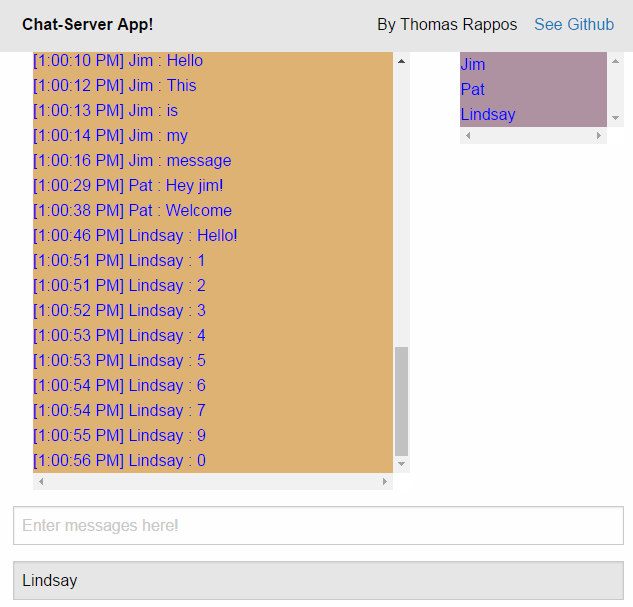 Chat-Server App! By Thomas Rappos See Github
[1:00:10 PM] Jim : Hello
[1:00:12 PM] Jim : This
[1:00:13 PM] Jim : is
[1:00:14 PM] Jim : my
[1:00:16 PM] Jim : message
[1:00:29 PM] Pat : Hey jim!
[1:00:38 PM] Pat : Welcome
[1:00:46 PM] Lindsay : Hello!
[1:00:51 PM] Lindsay : 1
[1:00:51 PM] Lindsay : 2
[1:00:52 PM] Lindsay : 3
[1:00:53 PM] Lindsay : 4
[1:00:53 PM] Lindsay : 5
[1:00:54 PM] Lindsay : 6
[1:00:54 PM] Lindsay : 7
[1:00:55 PM] Lindsay : 9
[1:00:56 PM] Lindsay : 0
Jim
Pat
Lindsay
Enter messages here!
Lindsay